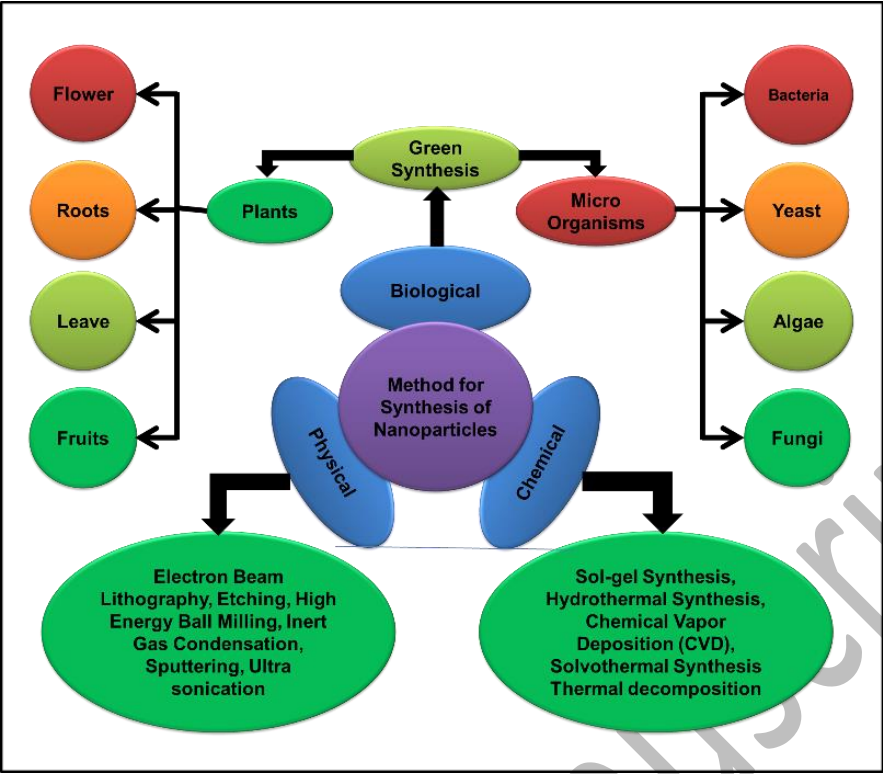 Flower
Roots
Leave
Fruits
Plants
Green
Synthesis
Micro
Organisms
Bacteria
Yeast
Algae
Fungi
Biological
Method for
Synthesis of
Nanoparticles
Physical
Chemical
Electron Beam
Lithography, Etching, High
Energy Ball Milling, Inert
Gas Condensation,
Sputtering, Ultra
sonication
Sol-gel Synthesis,
Hydrothermal Synthesis,
Chemical Vapor
Deposition (CVD),
Solvothermal Synthesis
Thermal decomposition